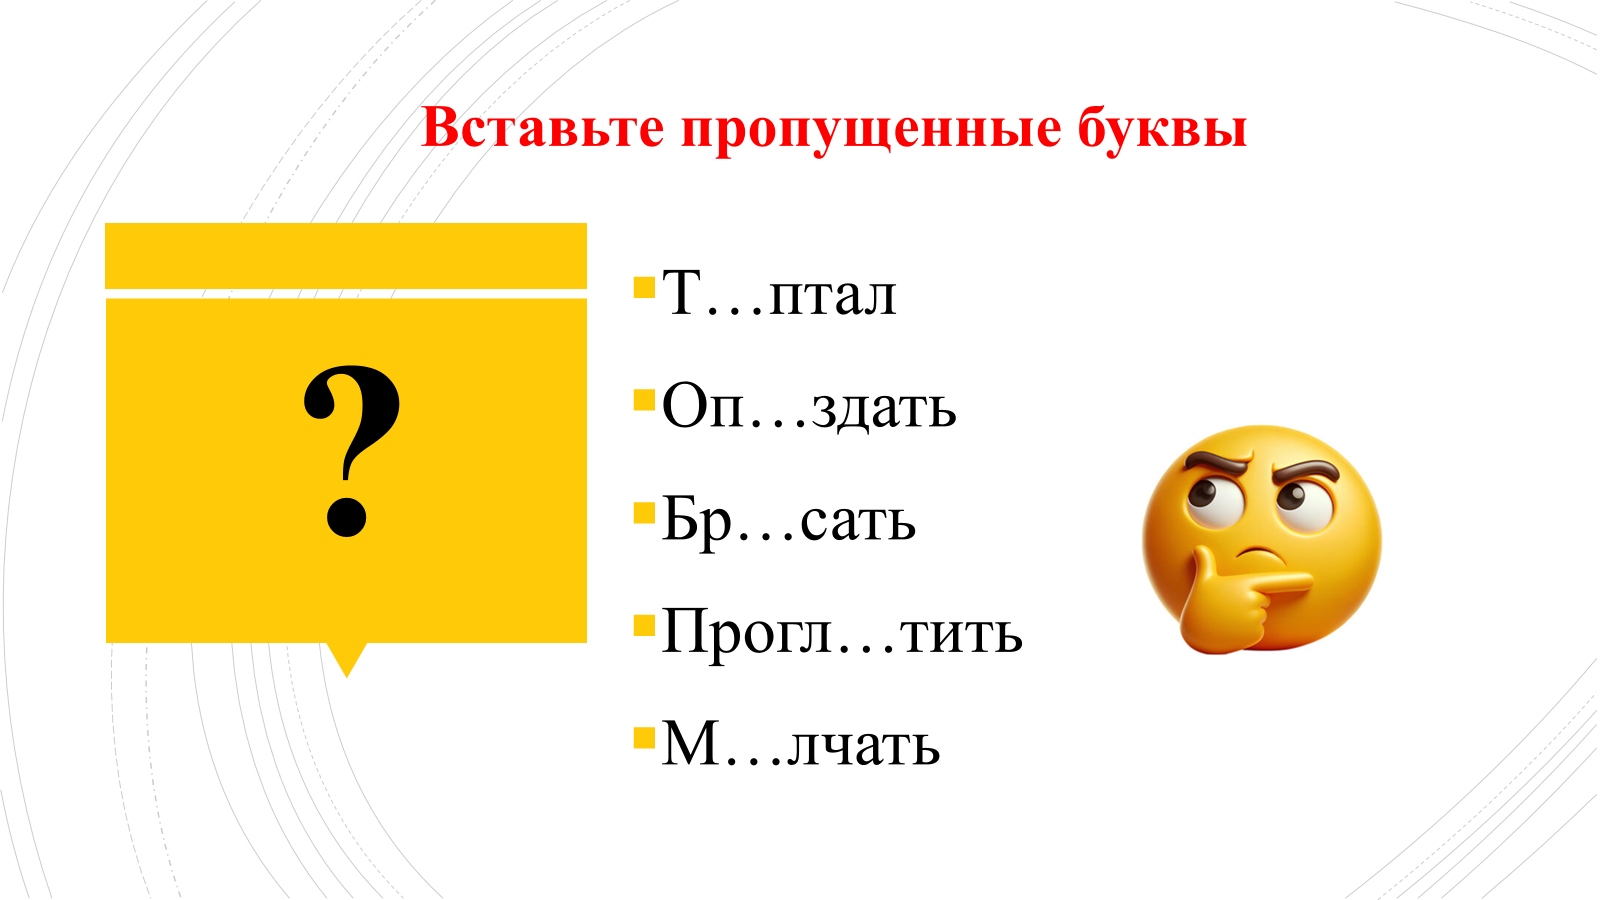 Вставьте пропущенные буквы
?
Т…птал
Оп…здать
Бр…сать
Прогл…тить
М…лчать